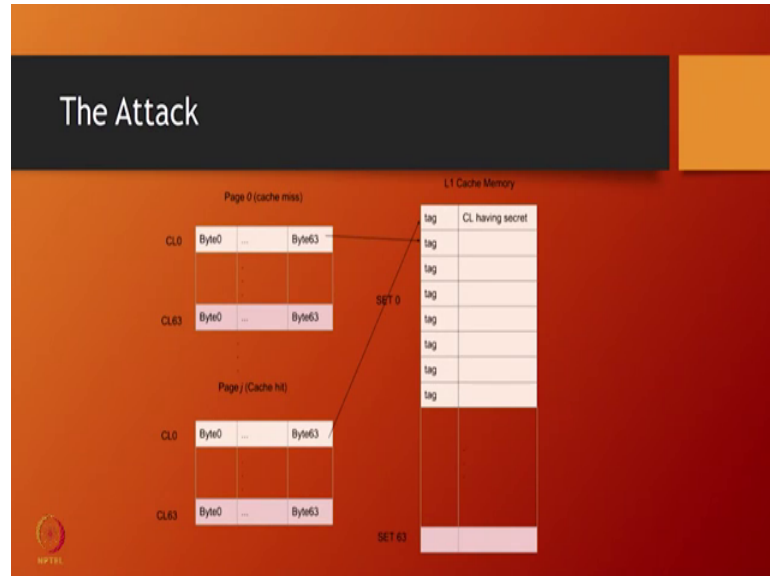 The Attack
L1 Cache Memory
Page 0 (cache miss)
tag CL having secret
CL0 Byte0 ... Byte63 tag
tag
SET 0 tag
CL63 Byte0 ... Byte63 tag
tag
Page j (Cache hit) tag
tag
CL0 Byte0 ... Byte63
CL63 Byte0 ... Byte63
SET 63
NPTEL